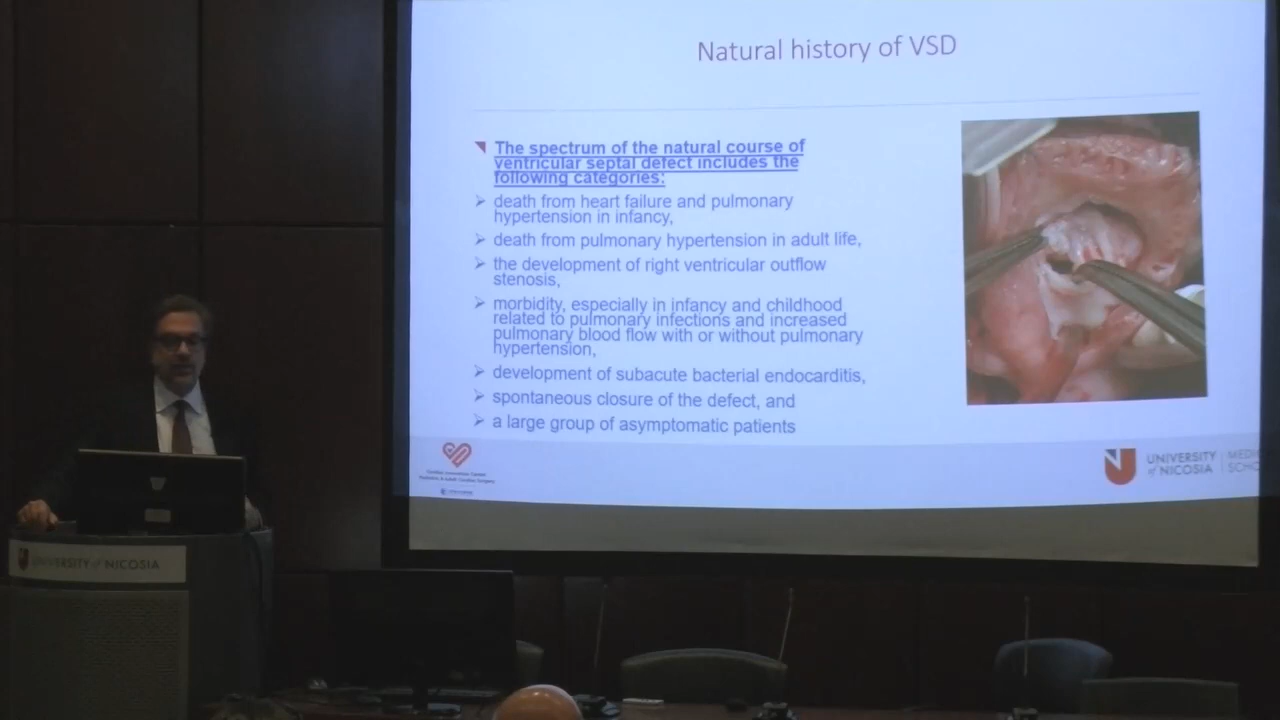 Natural history of VSD
The spectrum of the natural course of
ventricular septal defect includes the
following categories:
death from heart failure and pulmonary
hypertension in infancy,
death from pulmonary hypertension in adult life,
the development of right ventricular outflow
stenosis,
morbidity, especially in infancy and childhood
related to pulmonary infections and increased
pulmonary blood flow with or without pulmonary
hypertension,
development of subacute bacterial endocarditis,
spontaneous closure of the defect, and
a large group of asymptomatic patients
UNIVERSITY
of NICOSIA
UNIVERSITY of NICOSIA